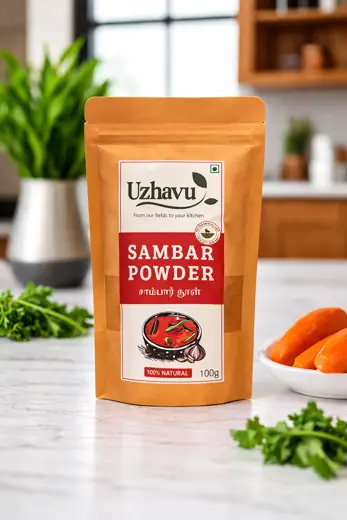 Uzhavu
From our fields to your kitchen
SAMBAR
POWDER
சாம்பார் தூள்
100% NATURAL
100g